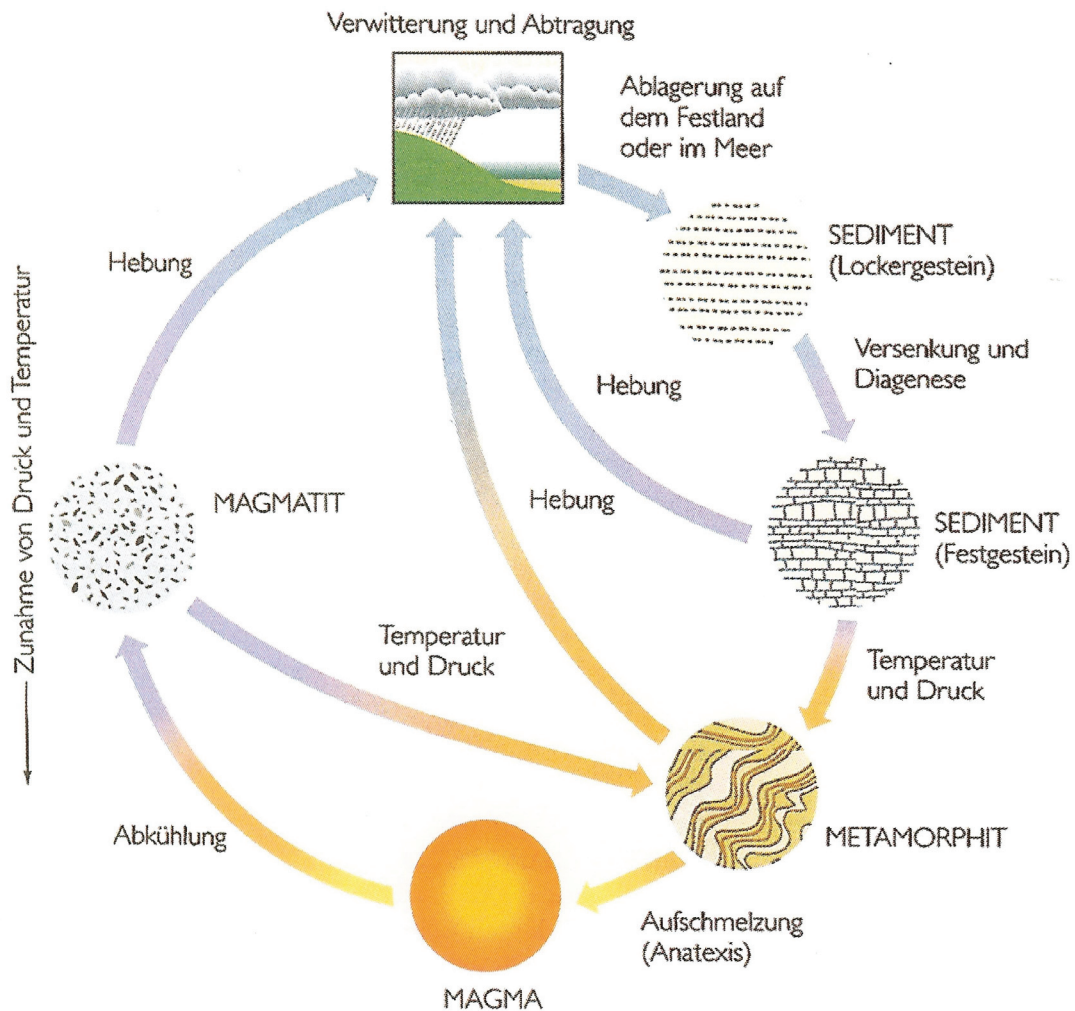 Verwitterung und Abtragung
Ablagerung auf
dem Festland
oder im Meer
SEDIMENT
(Lockergestein)
Hebung
Versenkung und
Diagenese
Hebung
Zunahme von Druck und Temperatur
MAGMATIT
Hebung
SEDIMENT
(Festgestein)
Temperatur
und Druck
Temperatur
und Druck
METAMORPHIT
Abkühlung
Aufschmelzung
(Anatexis)
MAGMA